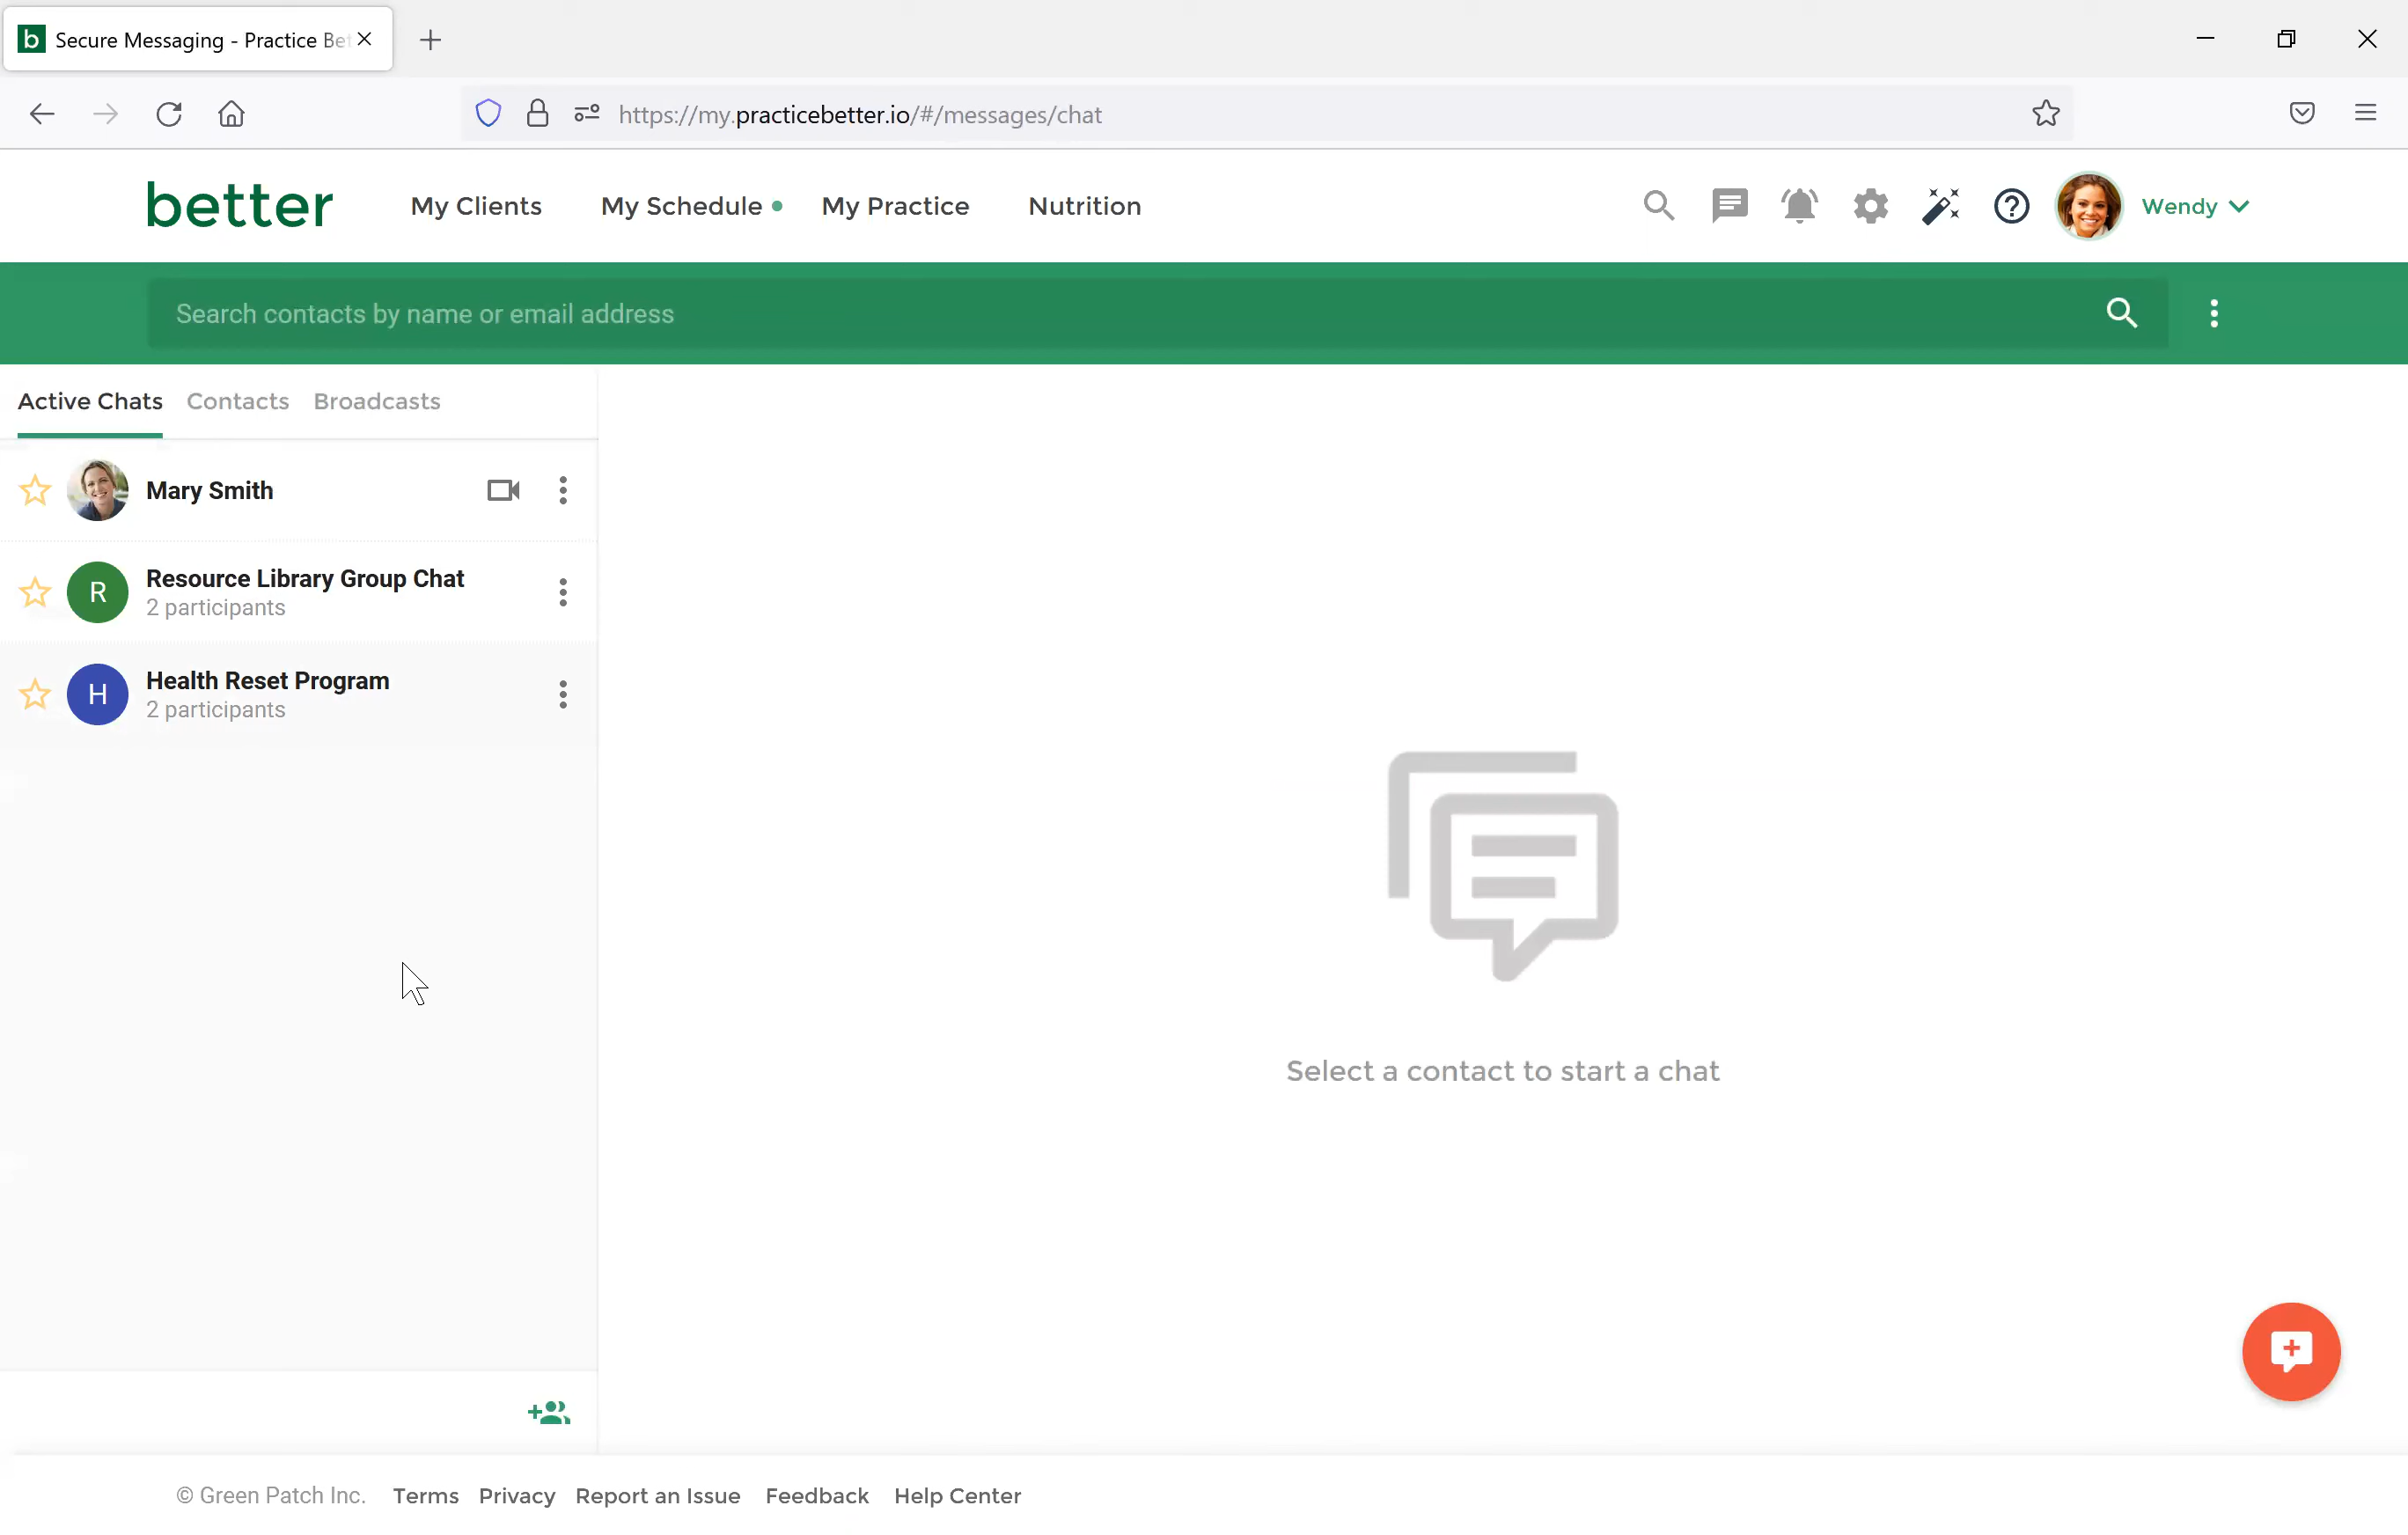 Secure Messaging - Practice Bet
https://my.practicebetter.io/#/messages/chat
better
My Clients
My Schedule
My Practice
Nutrition
Wendy
Search contacts by name or email address
Active Chats
Contacts
Broadcasts
Mary Smith
R
Resource Library Group Chat
2 participants
H
Health Reset Program
2 participants
Select a contact to start a chat
© Green Patch Inc.
Terms
Privacy
Report an Issue
Feedback
Help Center